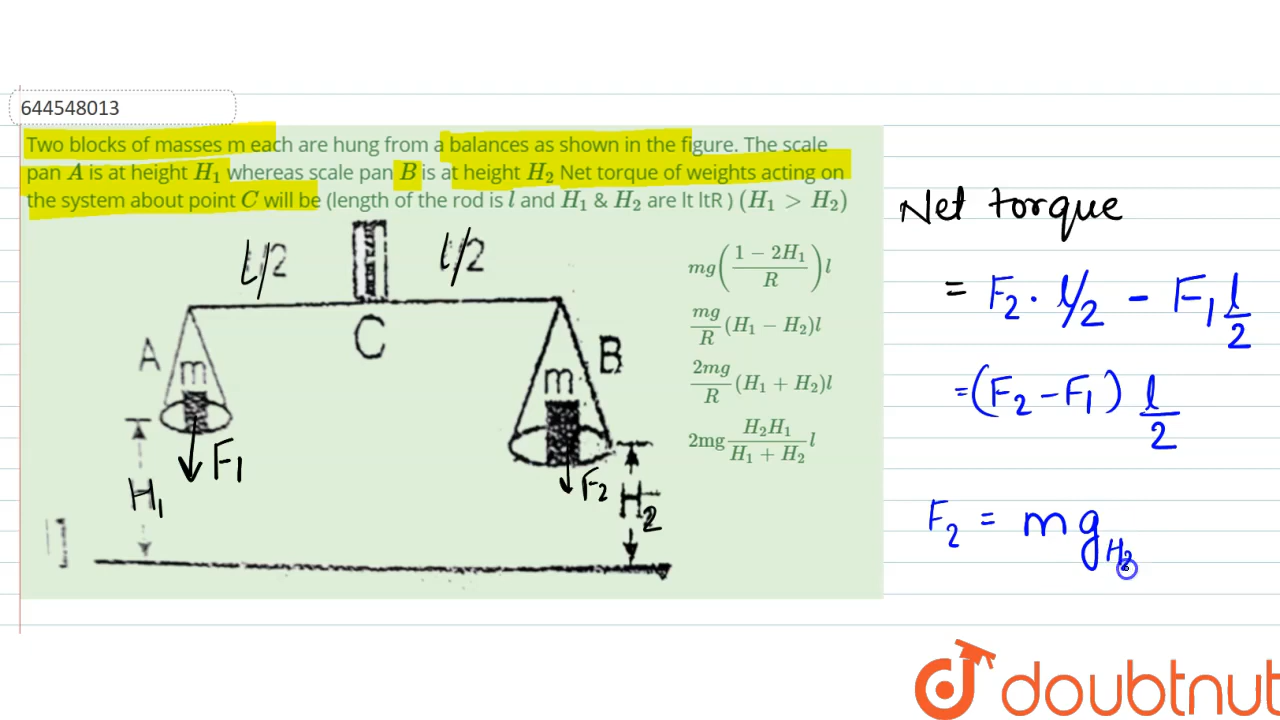 644548013
Two blocks of masses m each are hung from a balances as shown in the figure. The scale
pan A is at height H₁ whereas scale pan B is at height H₂ Net torque of weights acting on
the system about point C will be (length of the rod is l and H₁ & H₂ are lt ltR ) (H₁ > H₂)
mg((1 − 2H₁)/R)l
mg/R (H₁ − H₂)l
2mg/R (H₁ + H₂)l
2mg H₂H₁/(H₁ + H₂) l
l/2
l/2
C
A
m
B
m
F₁
F₂
H₁
H₂
Net torque
= F₂ · l/2 − F₁ l/2
= (F₂ − F₁) l/2
F₂ = mg H₂
doubtnut